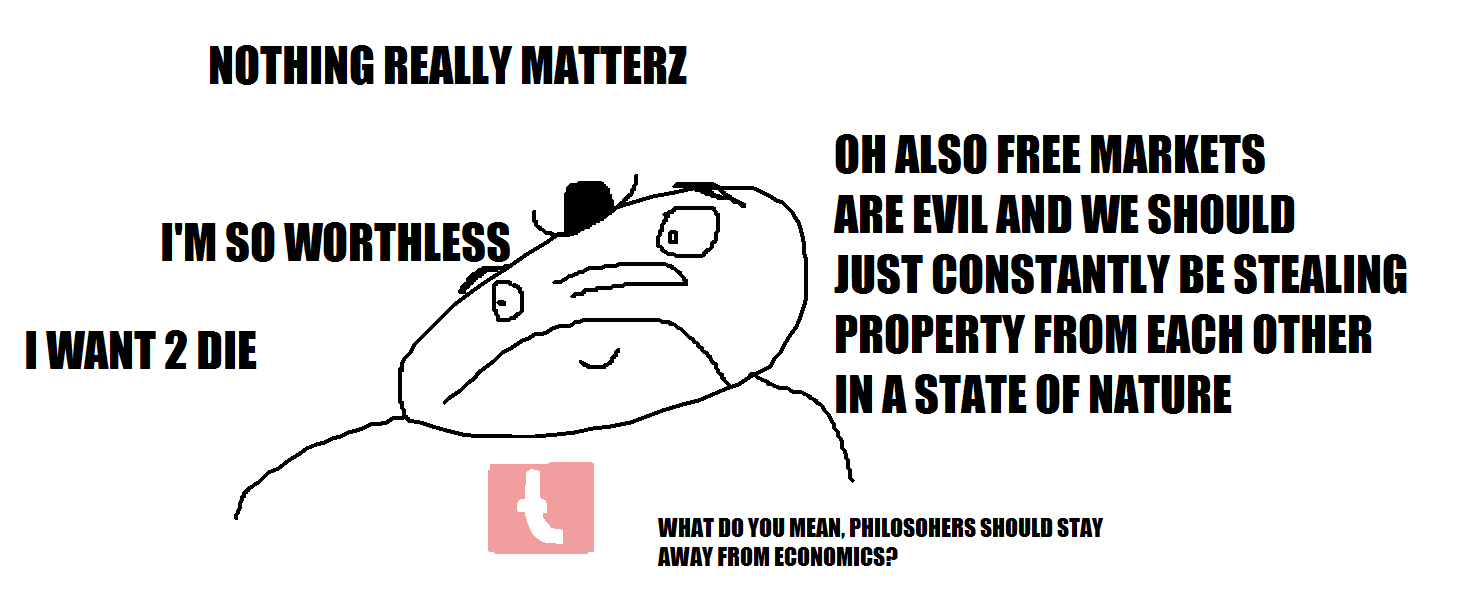 NOTHING REALLY MATTERZ
I'M SO WORTHLESS
I WANT 2 DIE
OH ALSO FREE MARKETS
ARE EVIL AND WE SHOULD
JUST CONSTANTLY BE STEALING
PROPERTY FROM EACH OTHER
IN A STATE OF NATURE
t
WHAT DO YOU MEAN, PHILOSOHERS SHOULD STAY
AWAY FROM ECONOMICS?